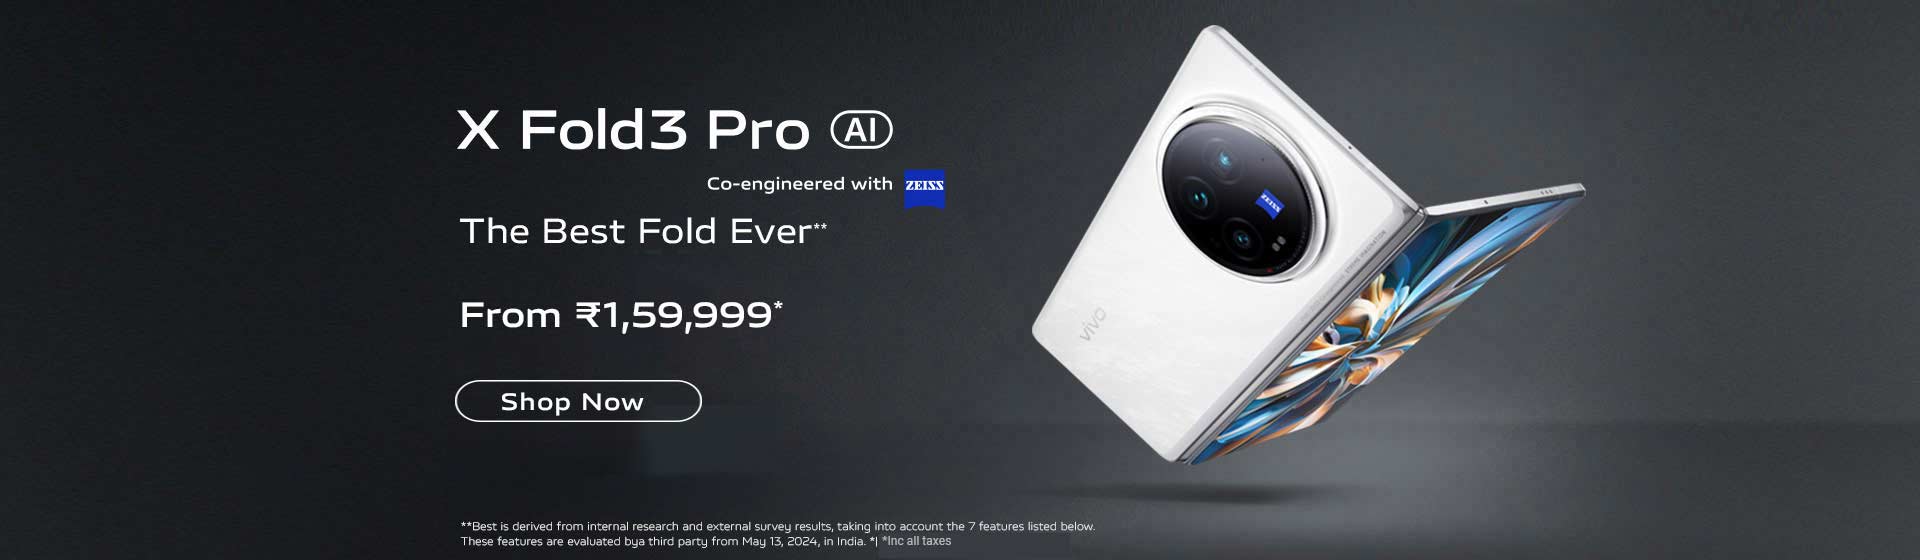 X Fold3 Pro AI
Co-engineered with ZEISS
The Best Fold Ever**
From ₹1,59,999*
Shop Now
ZEISS
vivo
**Best is derived from internal research and external survey results, taking into account the 7 features listed below.
These features are evaluated bya third party from May 13, 2024, in India. *| *Inc all taxes